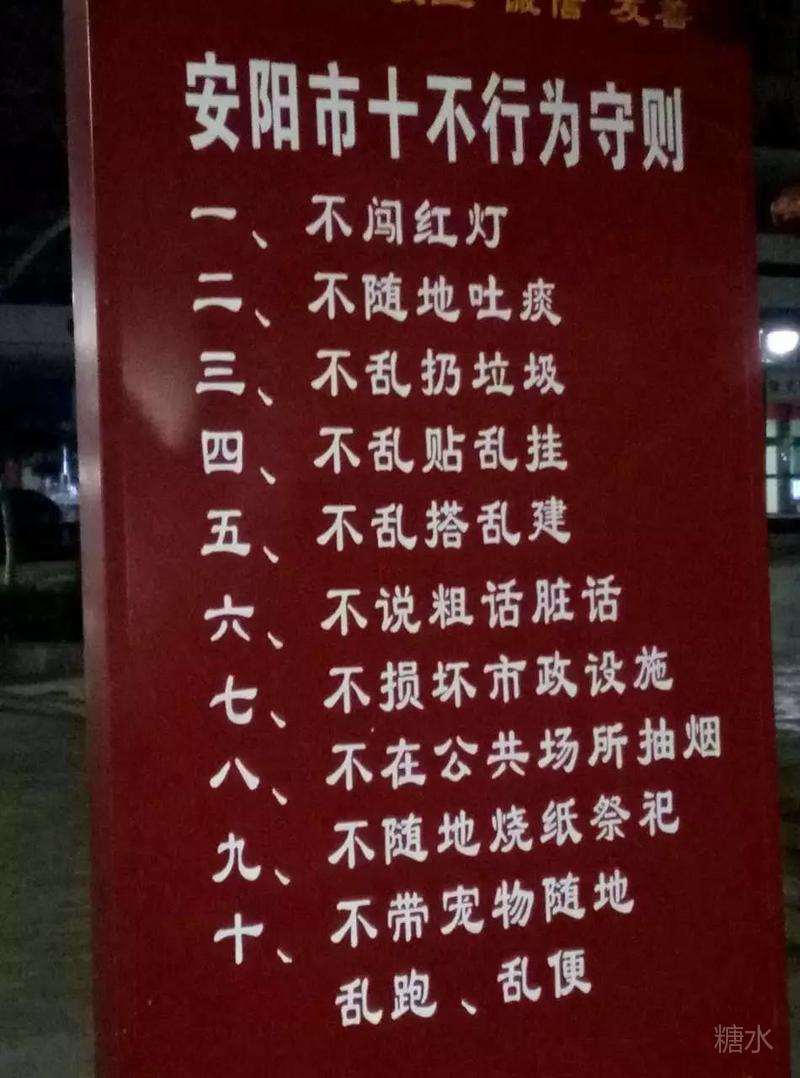 诚信 友善
安阳市十不行为守则
一、不闯红灯
二、不随地吐痰
三、不乱扔垃圾
四、不乱贴乱挂
五、不乱搭乱建
六、不说粗话脏话
七、不损坏市政设施
八、不在公共场所抽烟
九、不随地烧纸祭祀
十、不带宠物随地
乱跑、乱便
糖水